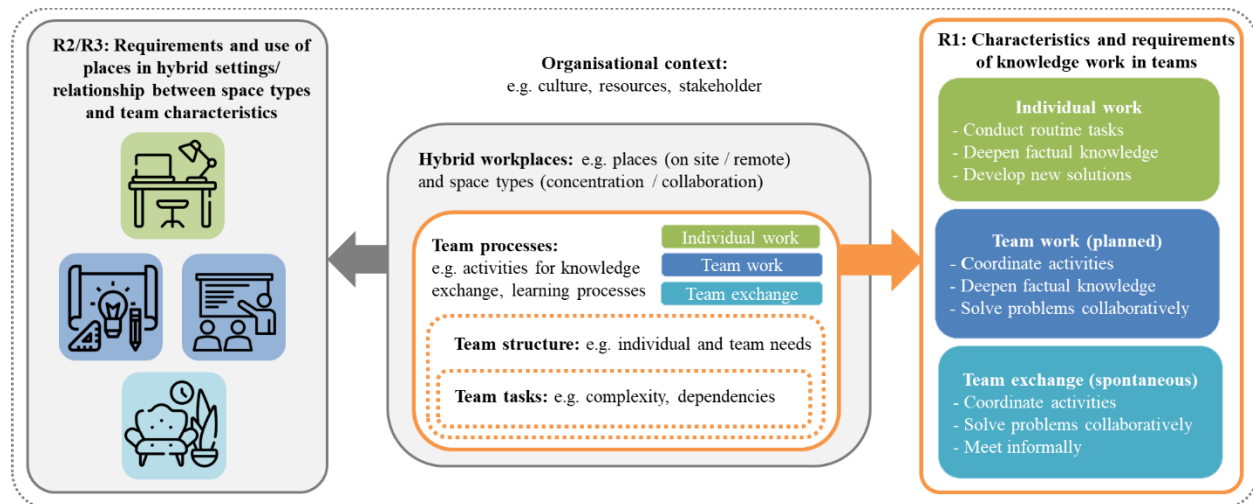 R2/R3: Requirements and use of
places in hybrid settings/
relationship between space types
and team characteristics
Organisational context:
e.g. culture, resources, stakeholder
Hybrid workplaces: e.g. places (on site / remote)
and space types (concentration / collaboration)
Team processes:
e.g. activities for knowledge
exchange, learning processes
Individual work
Team work
Team exchange
Team structure: e.g. individual and team needs
Team tasks: e.g. complexity, dependencies
R1: Characteristics and requirements
of knowledge work in teams
Individual work
- Conduct routine tasks
- Deepen factual knowledge
- Develop new solutions
Team work (planned)
- Coordinate activities
- Deepen factual knowledge
- Solve problems collaboratively
Team exchange (spontaneous)
- Coordinate activities
- Solve problems collaboratively
- Meet informally